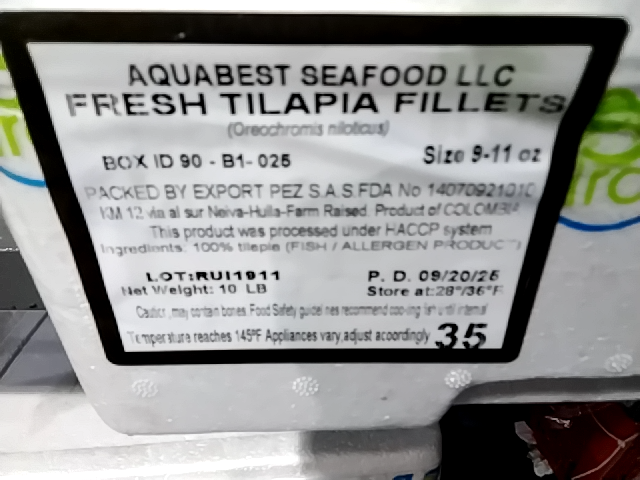 AQUABEST SEAFOOD LLC
FRESH TILAPIA FILLETS
(Oreochromis niloticus)
BOX ID 90 - B1- 025 Size 9-11 oz
PACKED BY EXPORT PEZ S.A.S.FDA No 14070921010
KM 12 via al sur Neiva-Huila-Farm Raised. Product of COLOMBIA
This product was processed under HACCP system
Ingredients: 100% tilapia (FISH / ALLERGEN PRODUCT)
LOT:RUI1911 P. D. 09/20/25
Net Weight: 10 LB Store at:28°/36°F
may contain bones. Food Safety guidelines recommend cooking fish until internal
Temperature reaches 145ºF Appliances vary,adjust accordingly 35